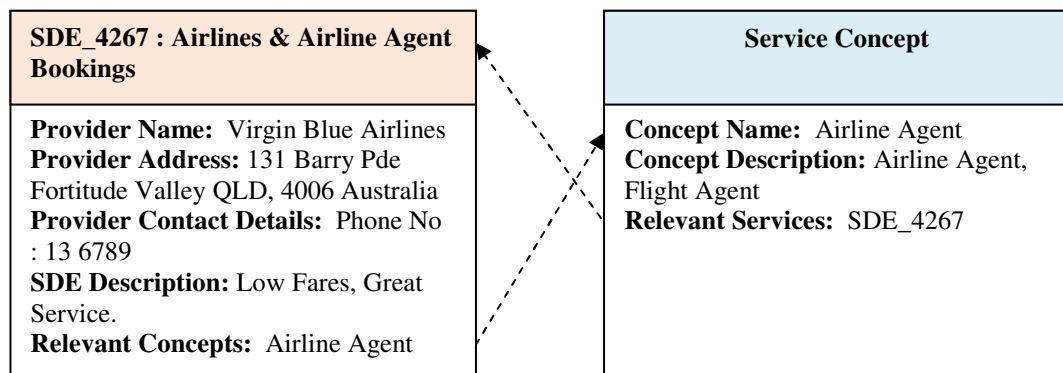 SDE_4267 : Airlines & Airline Agent
Bookings
Provider Name: Virgin Blue Airlines
Provider Address: 131 Barry Pde
Fortitude Valley QLD, 4006 Australia
Provider Contact Details: Phone No
: 13 6789
SDE Description: Low Fares, Great
Service.
Relevant Concepts: Airline Agent
Service Concept
Concept Name: Airline Agent
Concept Description: Airline Agent,
Flight Agent
Relevant Services: SDE_4267